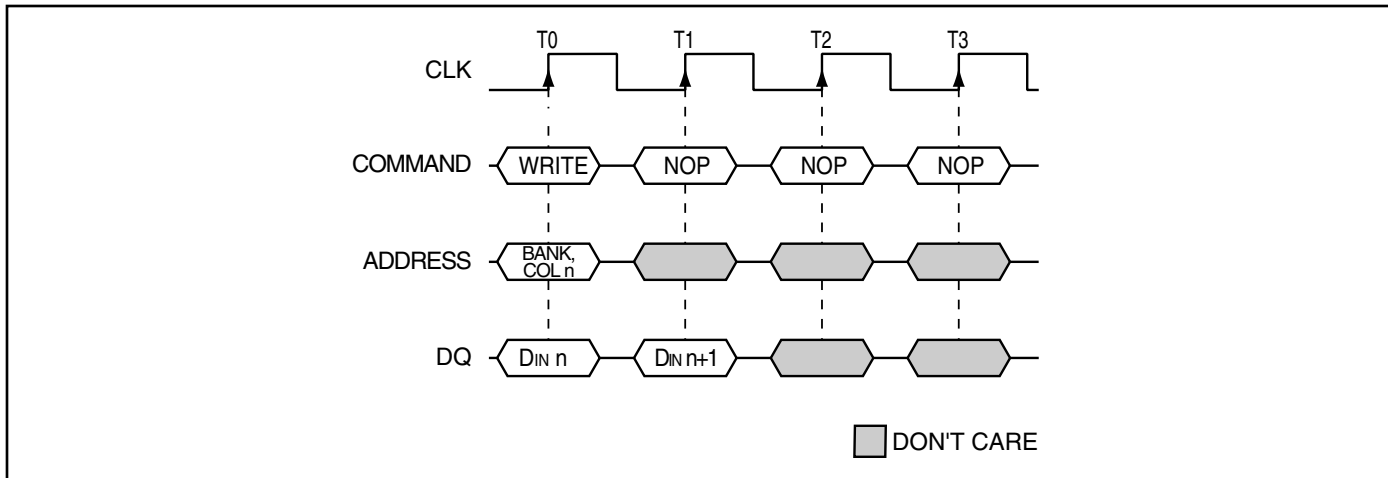 T0 T1 T2 T3
CLK
COMMAND WRITE NOP NOP NOP
ADDRESS BANK,
COL n
DQ DIN n DIN n+1
DON'T CARE